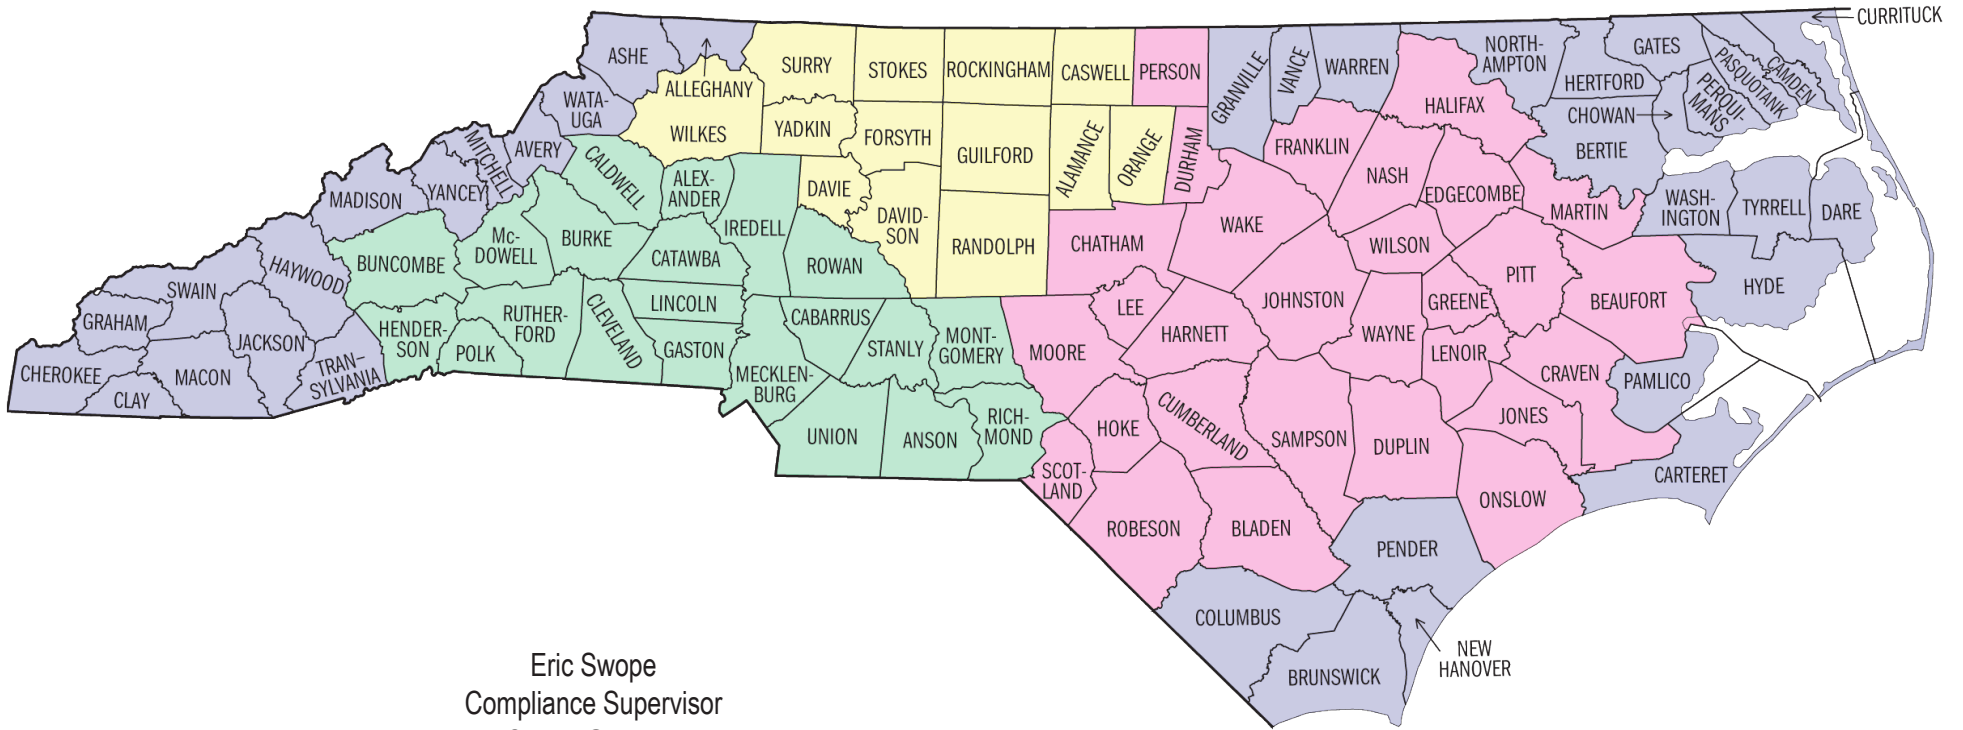 CURRITUCK
ASHE
ALLEGHANY
SURRY
STOKES
ROCKINGHAM
CASWELL
PERSON
GRANVILLE
VANCE
WARREN
NORTH-
AMPTON
HERTFORD
GATES
PASQUOTANK
CAMDEN
PERQUI-
MANS
CHOWAN
HALIFAX
WATA-
UGA
WILKES
YADKIN
FORSYTH
GUILFORD
ALAMANCE
ORANGE
DURHAM
FRANKLIN
NASH
EDGECOMBE
BERTIE
MARTIN
WASH-
INGTON
TYRRELL
DARE
MITCHELL
AVERY
CALDWELL
ALEX-
ANDER
IREDELL
DAVIE
DAVID-
SON
RANDOLPH
CHATHAM
WAKE
WILSON
PITT
BEAUFORT
HYDE
MADISON
YANCEY
Mc-
DOWELL
BURKE
CATAWBA
ROWAN
HAYWOOD
BUNCOMBE
SWAIN
GRAHAM
JACKSON
HENDER-
SON
POLK
RUTHER-
FORD
CLEVELAND
LINCOLN
GASTON
CABARRUS
STANLY
MONT-
GOMERY
MOORE
LEE
HARNETT
JOHNSTON
WAYNE
GREENE
LENOIR
CRAVEN
PAMLICO
CHEROKEE
CLAY
MACON
TRAN-
SYLVANIA
MECKLEN-
BURG
UNION
ANSON
RICH-
MOND
SCOT-
LAND
HOKE
CUMBERLAND
SAMPSON
DUPLIN
JONES
ONSLOW
CARTERET
ROBESON
BLADEN
PENDER
COLUMBUS
BRUNSWICK
NEW
HANOVER
Eric Swope
Compliance Supervisor